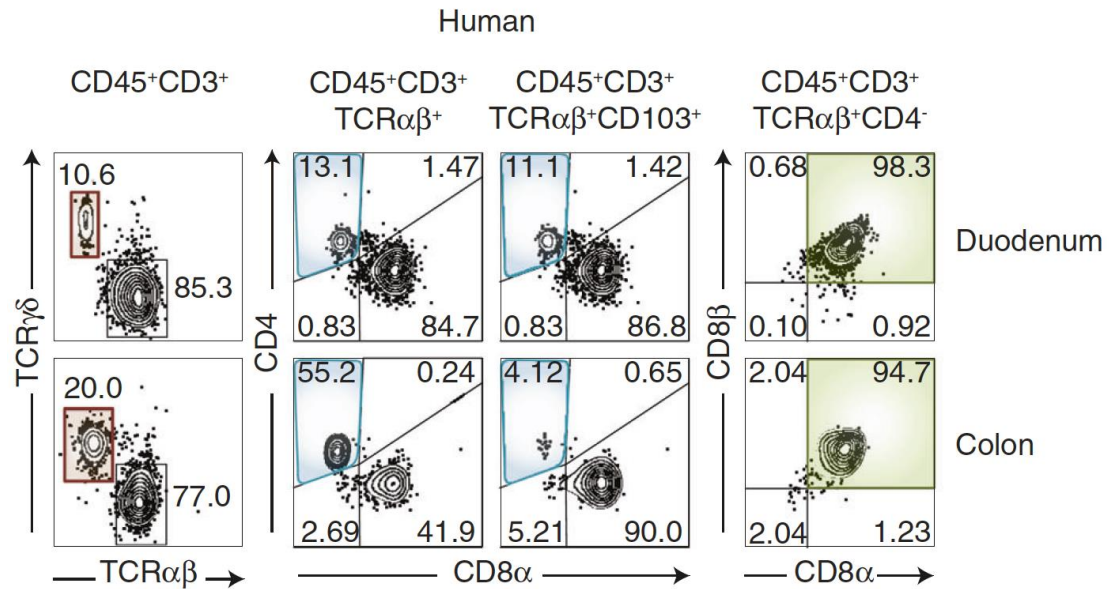 Human
CD45⁺CD3⁺
CD45⁺CD3⁺
TCRαβ⁺
CD45⁺CD3⁺
TCRαβ⁺CD103⁺
CD45⁺CD3⁺
TCRαβ⁺CD4⁻
10.6
85.3
13.1
1.47
0.83
84.7
11.1
1.42
0.83
86.8
0.68
98.3
0.10
0.92
Duodenum
TCRγδ
CD4
CD8β
20.0
77.0
55.2
0.24
2.69
41.9
4.12
0.65
5.21
90.0
2.04
94.7
2.04
1.23
Colon
TCRαβ
CD8α
CD8α